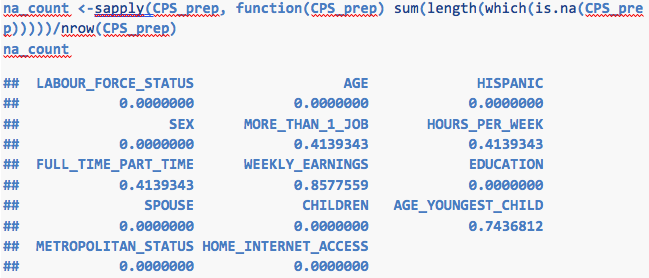 na_count <-sapply(CPS_prep, function(CPS_prep) sum(length(which(is.na(CPS_pre
p)))))/nrow(CPS_prep)
na_count
## LABOUR_FORCE_STATUS AGE HISPANIC
## 0.0000000 0.0000000 0.0000000
## SEX MORE_THAN_1_JOB HOURS_PER_WEEK
## 0.0000000 0.4139343 0.4139343
## FULL_TIME_PART_TIME WEEKLY_EARNINGS EDUCATION
## 0.4139343 0.8577559 0.0000000
## SPOUSE CHILDREN AGE_YOUNGEST_CHILD
## 0.0000000 0.0000000 0.7436812
## METROPOLITAN_STATUS HOME_INTERNET_ACCESS
## 0.0000000 0.0000000